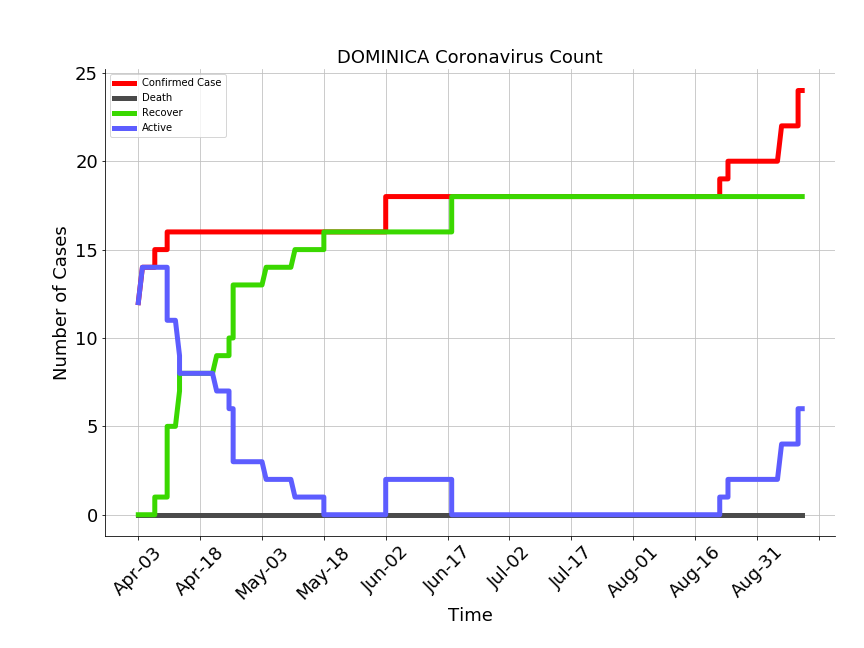 DOMINICA Coronavirus Count
Confirmed Case
Death
Recover
Active
Number of Cases
25
20
15
10
5
0
Apr-03
Apr-18
May-03
May-18
Jun-02
Jun-17
Jul-02
Jul-17
Aug-01
Aug-16
Aug-31
Time